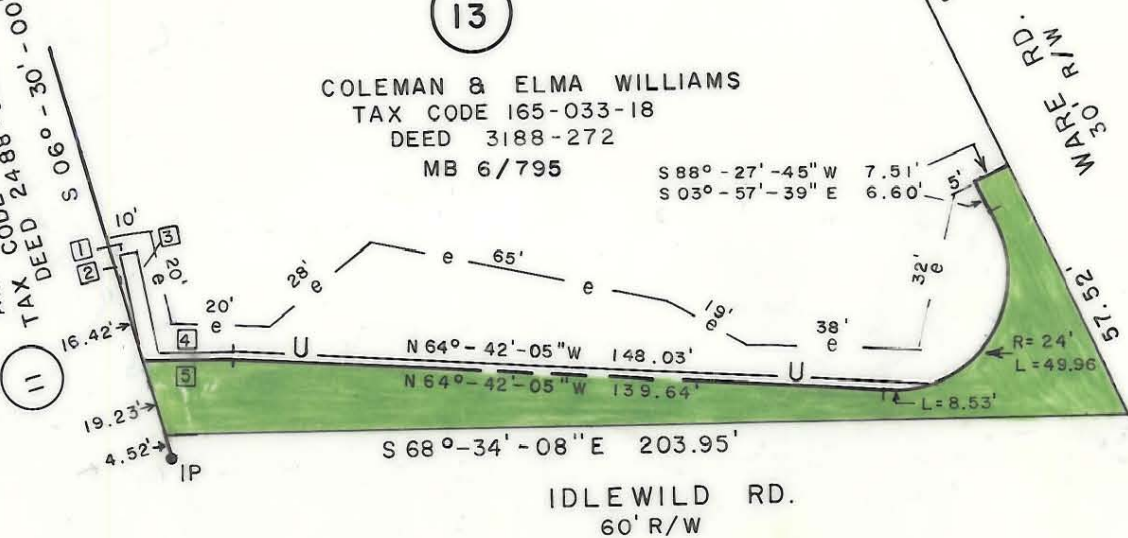 13
COLEMAN & ELMA WILLIAMS
TAX CODE 165-033-18
DEED 3188-272
MB 6/795
S 88° - 27' - 45" W 7.51'
S 03° - 57' - 39" E 6.60'
15'
WARE RD.
30' R/W
S 06° - 30' - 00
TAX CODE 2488
DEED
11
10'
1
2
3
20'
e
20'
e
28'
e
e 65' e
19'
e
38'
e
32'
e
16.42'
4
5
U
N 64° - 42' - 05" W 148.03'
U
N 64° - 42' - 05" W 139.64'
R = 24'
L = 49.96
L = 8.53'
57.52'
19.23'
4.52'
IP
S 68° - 34' - 08" E 203.95'
IDLEWILD RD.
60' R/W